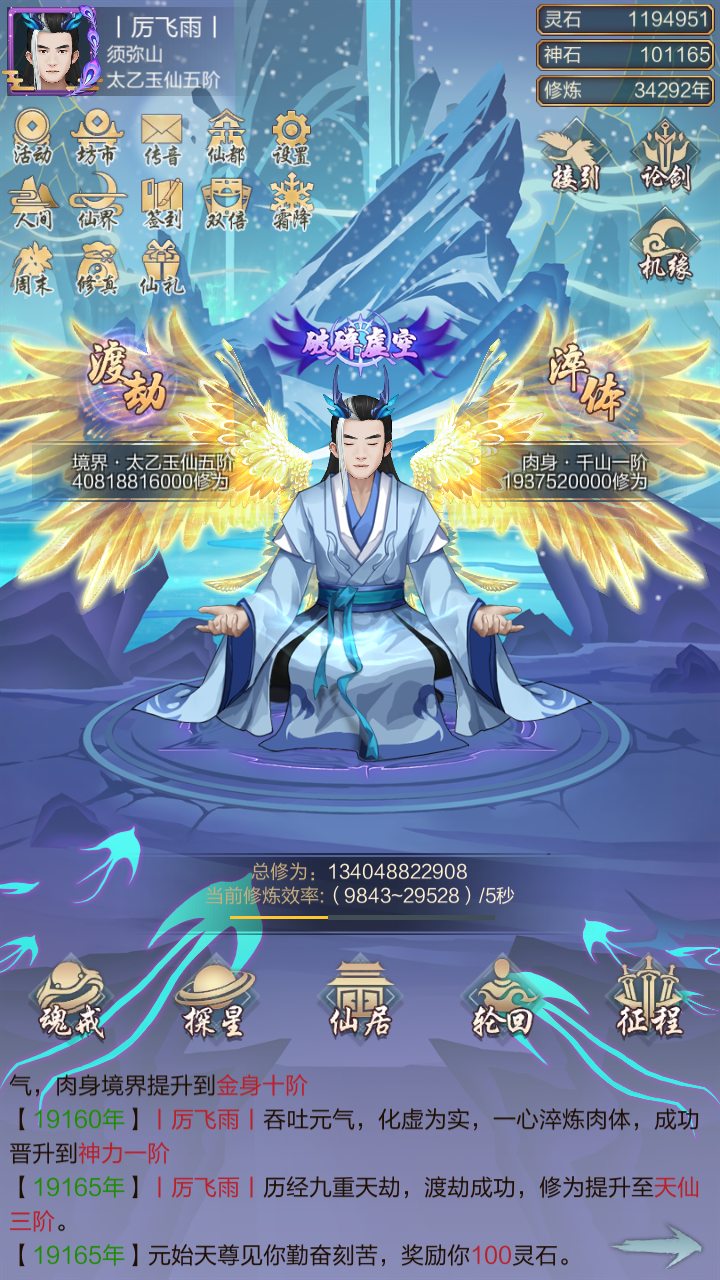 丨厉飞雨丨
须弥山
太乙玉仙五阶
灵石 1194951
神石 101165
修炼 34292年
活动 坊市 传音 仙都 设置
人间 仙界 签到 双倍 霜降
周末 修真 仙礼
接引 论剑
机缘
破碎虚空
渡劫
淬体
境界·太乙玉仙五阶
40818816000修为
肉身·千山一阶
1937520000修为
总修为：134048822908
当前修炼效率:（9843~29528）/5秒
魂戒 探星 仙居 轮回 征程
气，肉身境界提升到金身十阶
【19160年】丨厉飞雨丨吞吐元气，化虚为实，一心淬炼肉体，成功
晋升到神力一阶
【19165年】丨厉飞雨丨历经九重天劫，渡劫成功，修为提升至天仙
三阶。
【19165年】元始天尊见你勤奋刻苦，奖励你100灵石。